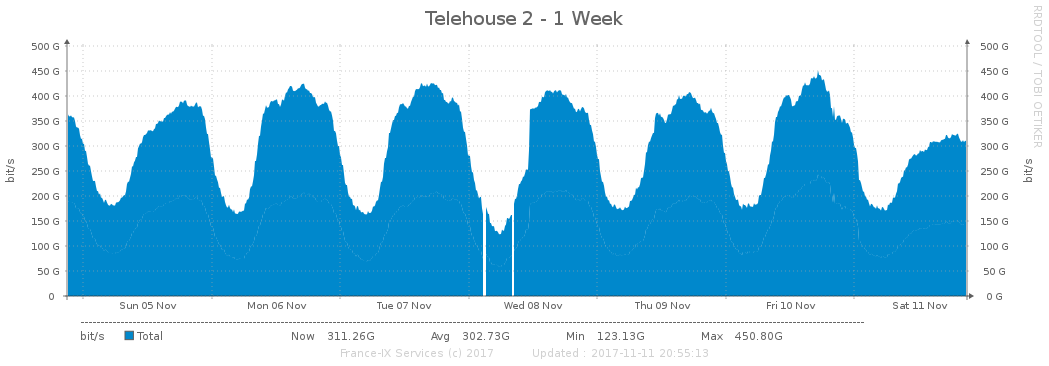 Telehouse 2 - 1 Week
RRDTOOL / TOBI OETIKER
500 G 500 G
450 G 450 G
400 G 400 G
350 G 350 G
300 G 300 G
250 G 250 G
200 G 200 G
150 G 150 G
100 G 100 G
50 G 50 G
0 0 G
bit/s bit/s
Sun 05 Nov Mon 06 Nov Tue 07 Nov Wed 08 Nov Thu 09 Nov Fri 10 Nov Sat 11 Nov
bit/s Total Now 311.26G Avg 302.73G Min 123.13G Max 450.80G
France-IX Services (c) 2017 Updated : 2017-11-11 20:55:13